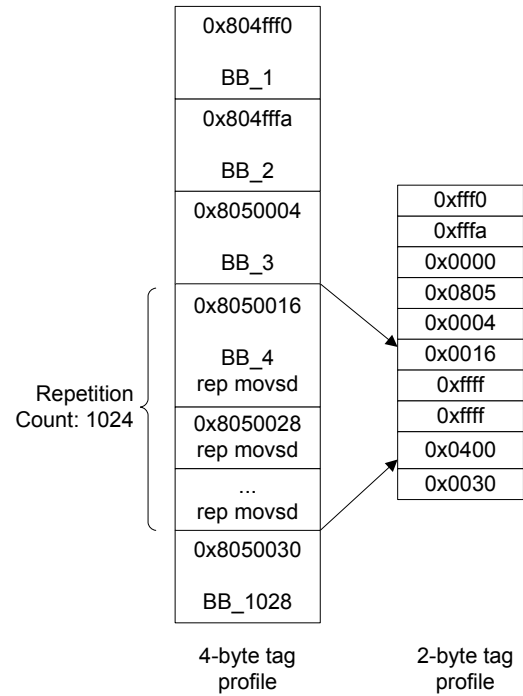 0x804fff0
BB_1
0x804fffa
BB_2
0x8050004
BB_3
0x8050016
BB_4
rep movsd
0x8050028
rep movsd
...
rep movsd
0x8050030
BB_1028
4-byte tag
profile
Repetition
Count: 1024
0xfff0
0xfffa
0x0000
0x0805
0x0004
0x0016
0xffff
0xffff
0x0400
0x0030
2-byte tag
profile